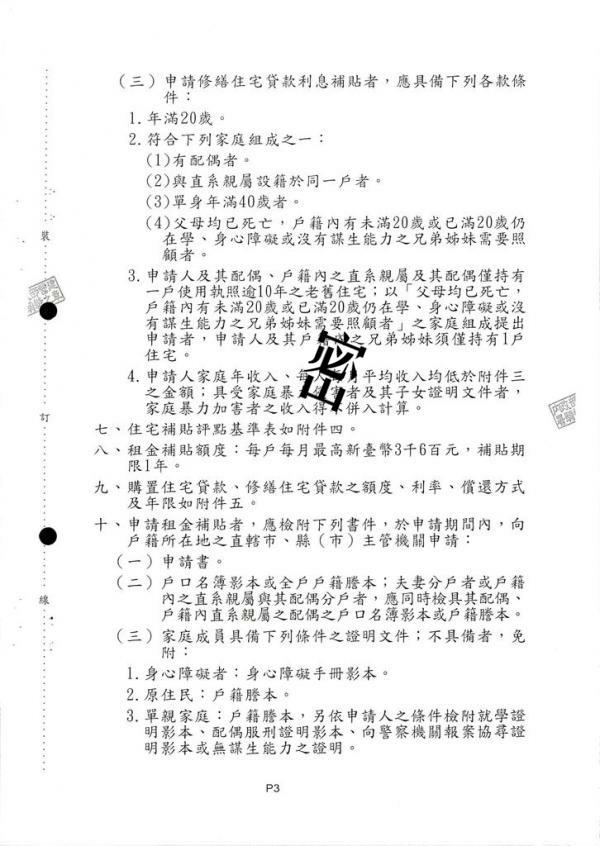 (三)申請修繕住宅貸款利息補貼者，應具備下列各款條
件：
1.年滿20歲。
2.符合下列家庭組成之一：
(1)有配偶者。
(2)與直系親屬設籍於同一戶者。
(3)單身年滿40歲者。
(4)父母均已死亡，戶籍內有未滿20歲或已滿20歲仍
在學、身心障礙或沒有謀生能力之兄弟姊妹需要照
顧者。
3.申請人及其配偶、戶籍內之直系親屬及其配偶僅持有
一戶使用執照逾10年之老舊住宅；以「父母均已死亡，
戶籍內有未滿20歲或已滿20歲仍在學、身心障礙或沒
有謀生能力之兄弟姊妹需要照顧者」之家庭組成提出
申請者，申請人及其戶籍之兄弟姊妹須僅持有1戶
住宅。
4.申請人家庭年收入、每人平均收入均低於附件三
之金額；具受家庭暴害者及其子女證明文件者，
家庭暴力加害者之收入得併入計算。
七、住宅補貼評點基準表如附件四。
八、租金補貼額度：每戶每月最高新臺幣3千6百元，補貼期
限1年。
九、購置住宅貸款、修繕住宅貸款之額度、利率、償還方式
及年限如附件五。
十、申請租金補貼者，應檢附下列書件，於申請期間內，向
戶籍所在地之直轄市、縣（市）主管機關申請：
(一)申請書。
(二)戶口名簿影本或全戶戶籍謄本；夫妻分戶者或戶籍
內之直系親屬與其配偶分戶者，應同時檢具其配偶、
戶籍內直系親屬之配偶之戶口名簿影本或戶籍謄本。
(三)家庭成員具備下列條件之證明文件；不具備者，免
附：
1.身心障礙者：身心障礙手冊影本。
2.原住民：戶籍謄本。
3.單親家庭：戶籍謄本，另依申請人之條件檢附就學證
明影本、配偶服刑證明影本、向警察機關報案協尋證
明影本或無謀生能力之證明。
裝
訂
線
密
P3